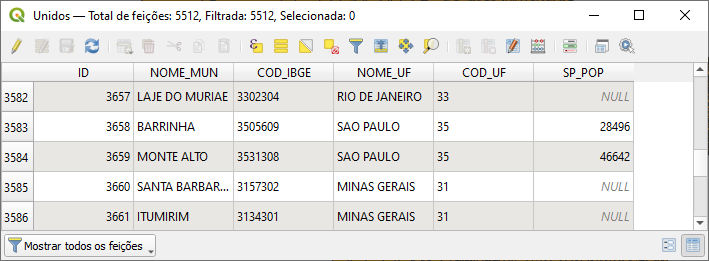 Unidos — Total de feições: 5512, Filtrada: 5512, Selecionada: 0
ID NOME_MUN COD_IBGE NOME_UF COD_UF SP_POP
3582 3657 LAJE DO MURIAE 3302304 RIO DE JANEIRO 33 NULL
3583 3658 BARRINHA 3505609 SAO PAULO 35 28496
3584 3659 MONTE ALTO 3531308 SAO PAULO 35 46642
3585 3660 SANTA BARBAR... 3157302 MINAS GERAIS 31 NULL
3586 3661 ITUMIRIM 3134301 MINAS GERAIS 31 NULL
Mostrar todos os feições